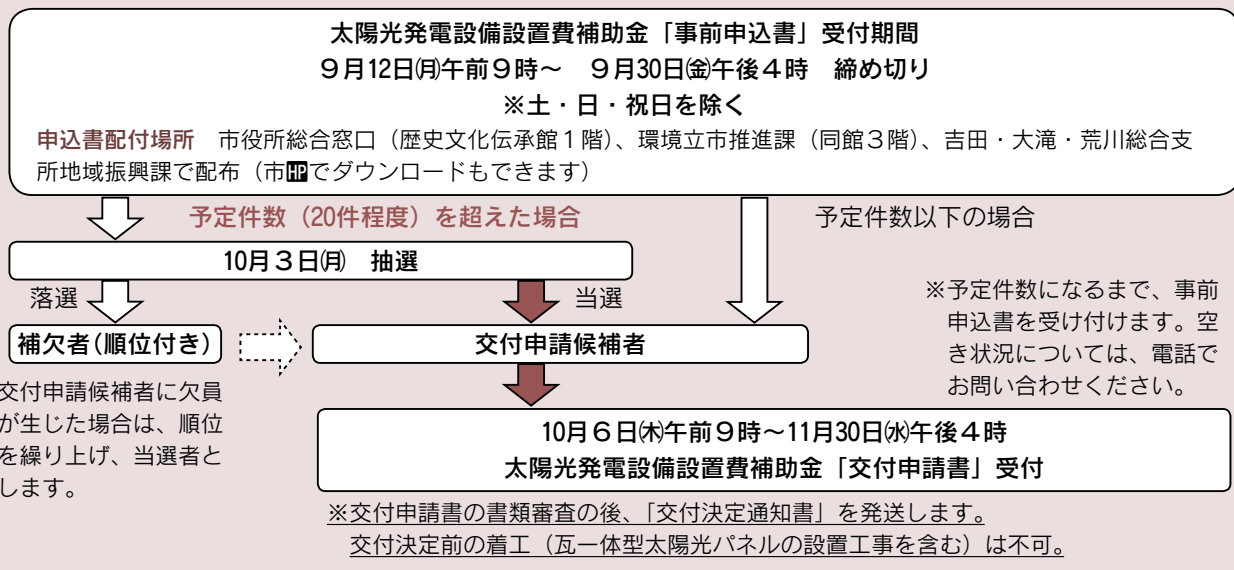 太陽光発電設備設置費補助金「事前申込書」受付期間
９月12日㈪午前９時～　９月30日㈮午後４時　締め切り
※土・日・祝日を除く
申込書配付場所　市役所総合窓口（歴史文化伝承館１階）、環境立市推進課（同館３階）、吉田・大滝・荒川総合支
所地域振興課で配布（市HPでダウンロードもできます）
予定件数（20件程度）を超えた場合
予定件数以下の場合
10月３日㈪　抽選
落選
当選
※予定件数になるまで、事前
申込書を受け付けます。空
き状況については、電話で
お問い合わせください。
補欠者（順位付き）
交付申請候補者
交付申請候補者に欠員
が生じた場合は、順位
を繰り上げ、当選者と
します。
10月６日㈭午前９時～11月30日㈬午後４時
太陽光発電設備設置費補助金「交付申請書」受付
※交付申請書の書類審査の後、「交付決定通知書」を発送します。
交付決定前の着工（瓦一体型太陽光パネルの設置工事を含む）は不可。